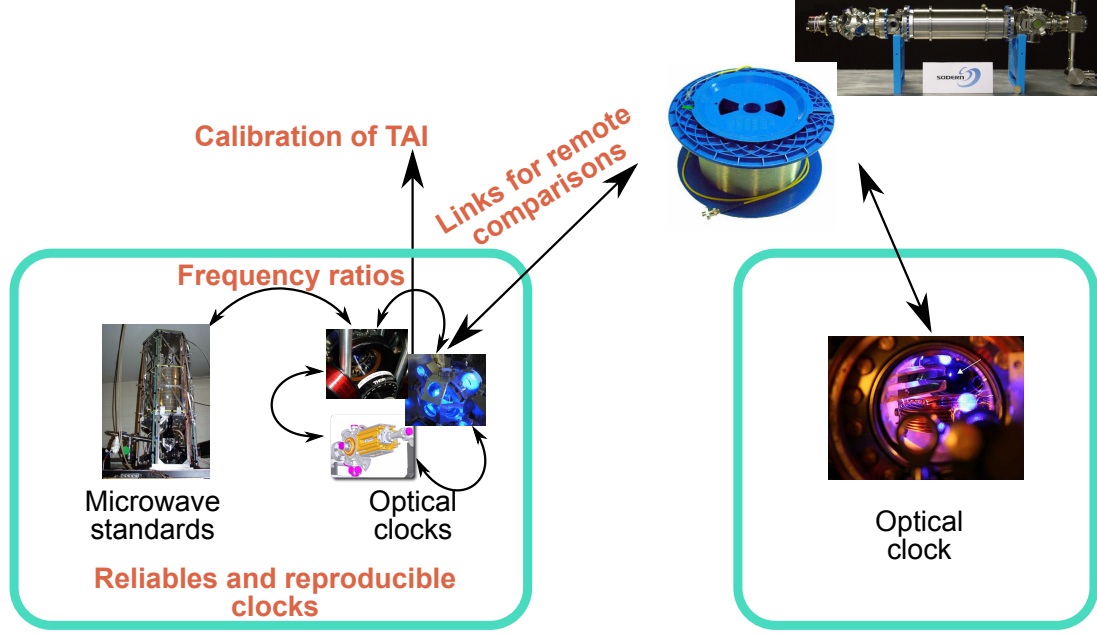 SODERN
Calibration of TAI
Links for remote
comparisons
Frequency ratios
Microwave
standards
Optical
clocks
Reliables and reproducible
clocks
Optical
clock